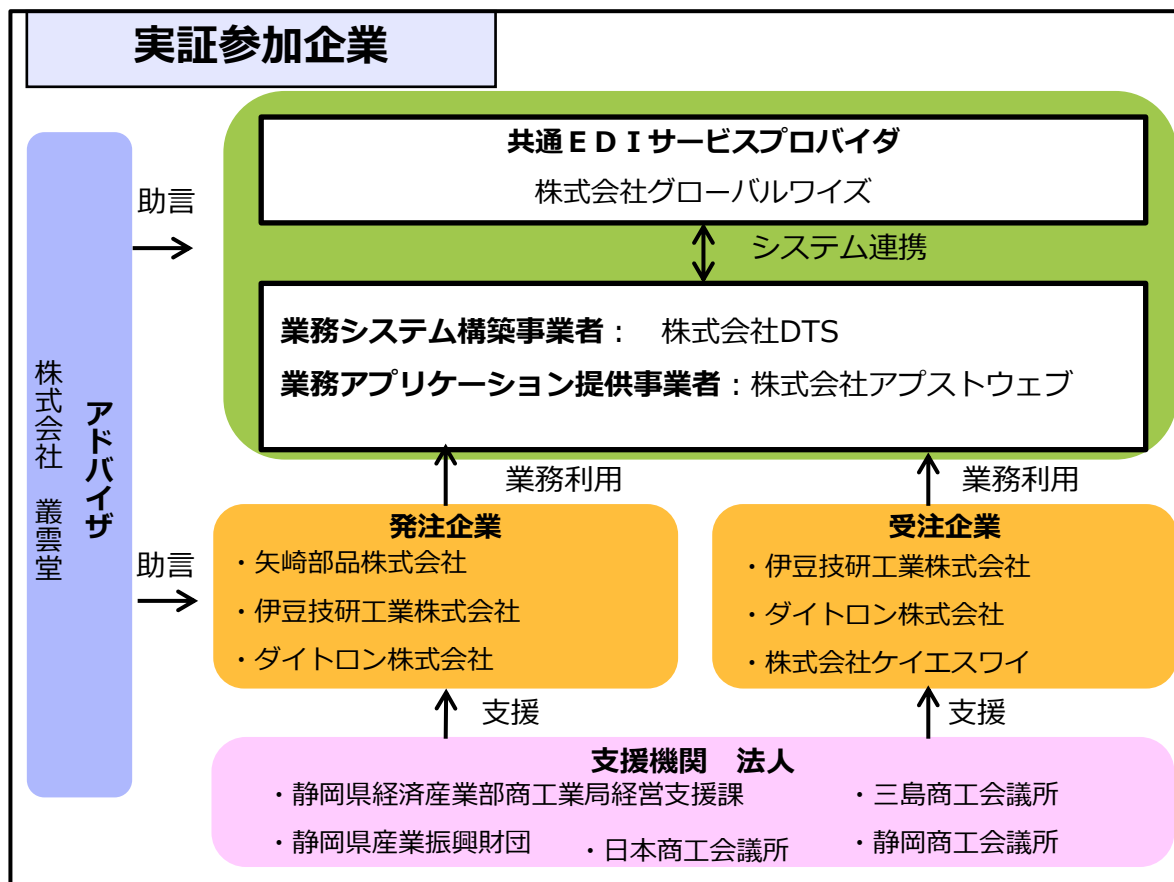 実証参加企業
共通ＥＤＩサービスプロバイダ
株式会社グローバルワイズ
助言
システム連携
業務システム構築事業者： 株式会社DTS
業務アプリケーション提供事業者：株式会社アプストウェブ
アドバイザ
株式会社 叢雲堂
業務利用
業務利用
助言
発注企業
・矢崎部品株式会社
・伊豆技研工業株式会社
・ダイトロン株式会社
受注企業
・伊豆技研工業株式会社
・ダイトロン株式会社
・株式会社ケイエスワイ
支援
支援
支援機関 法人
・静岡県経済産業部商工業局経営支援課
・三島商工会議所
・静岡県産業振興財団
・日本商工会議所
・静岡商工会議所